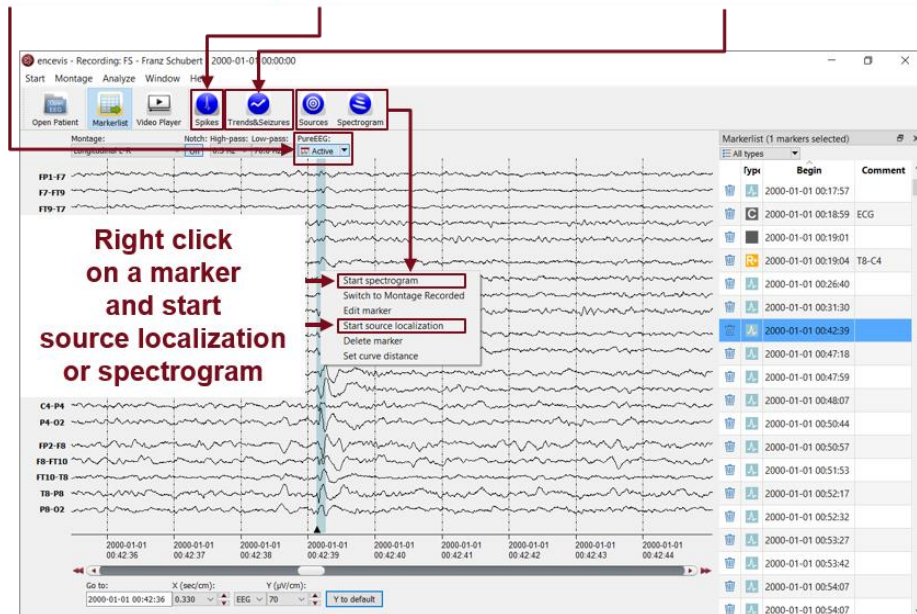 encevis - Recording: FS - Franz Schubert 2000-01-01 00:00:00
Start Montage Analyze Window
Open Patient
Markerlist
Video Player
Spikes
Trends&Seizures
Sources
Spectrogram
Montage:
Notch:
High-pass:
Low-pass:
PureEEG:
Longitudinal L-R
Off
0.5 Hz
70.0 Hz
Active
FP1-F7
F7-FT9
FT9-T7
Right click
on a marker
and start
source localization
or spectrogram
Start spectrogram
Switch to Montage Recorded
Edit marker
Start source localization
Delete marker
Set curve distance
C4-P4
P4-O2
FP2-F8
F8-FT10
FT10-T8
T8-P8
P8-O2
2000-01-01 2000-01-01 2000-01-01 2000-01-01 2000-01-01 2000-01-01 2000-01-01 2000-01-01 2000-01-01
00:42:36 00:42:37 00:42:38 00:42:39 00:42:40 00:42:41 00:42:42 00:42:43 00:42:44
Go to:
X (sec/cm):
Y (µV/cm):
2000-01-01 00:42:36
0.330
EEG
70
Y to default
Markerlist (1 markers selected)
All types
Type Begin Comment
2000-01-01 00:17:57
C 2000-01-01 00:18:59 ECG
2000-01-01 00:19:01
2000-01-01 00:19:04 T8-C4
2000-01-01 00:26:40
2000-01-01 00:31:30
2000-01-01 00:42:39
2000-01-01 00:47:18
2000-01-01 00:47:59
2000-01-01 00:48:07
2000-01-01 00:50:44
2000-01-01 00:50:57
2000-01-01 00:51:53
2000-01-01 00:52:17
2000-01-01 00:52:32
2000-01-01 00:53:27
2000-01-01 00:53:42
2000-01-01 00:54:07
2000-01-01 00:54:07